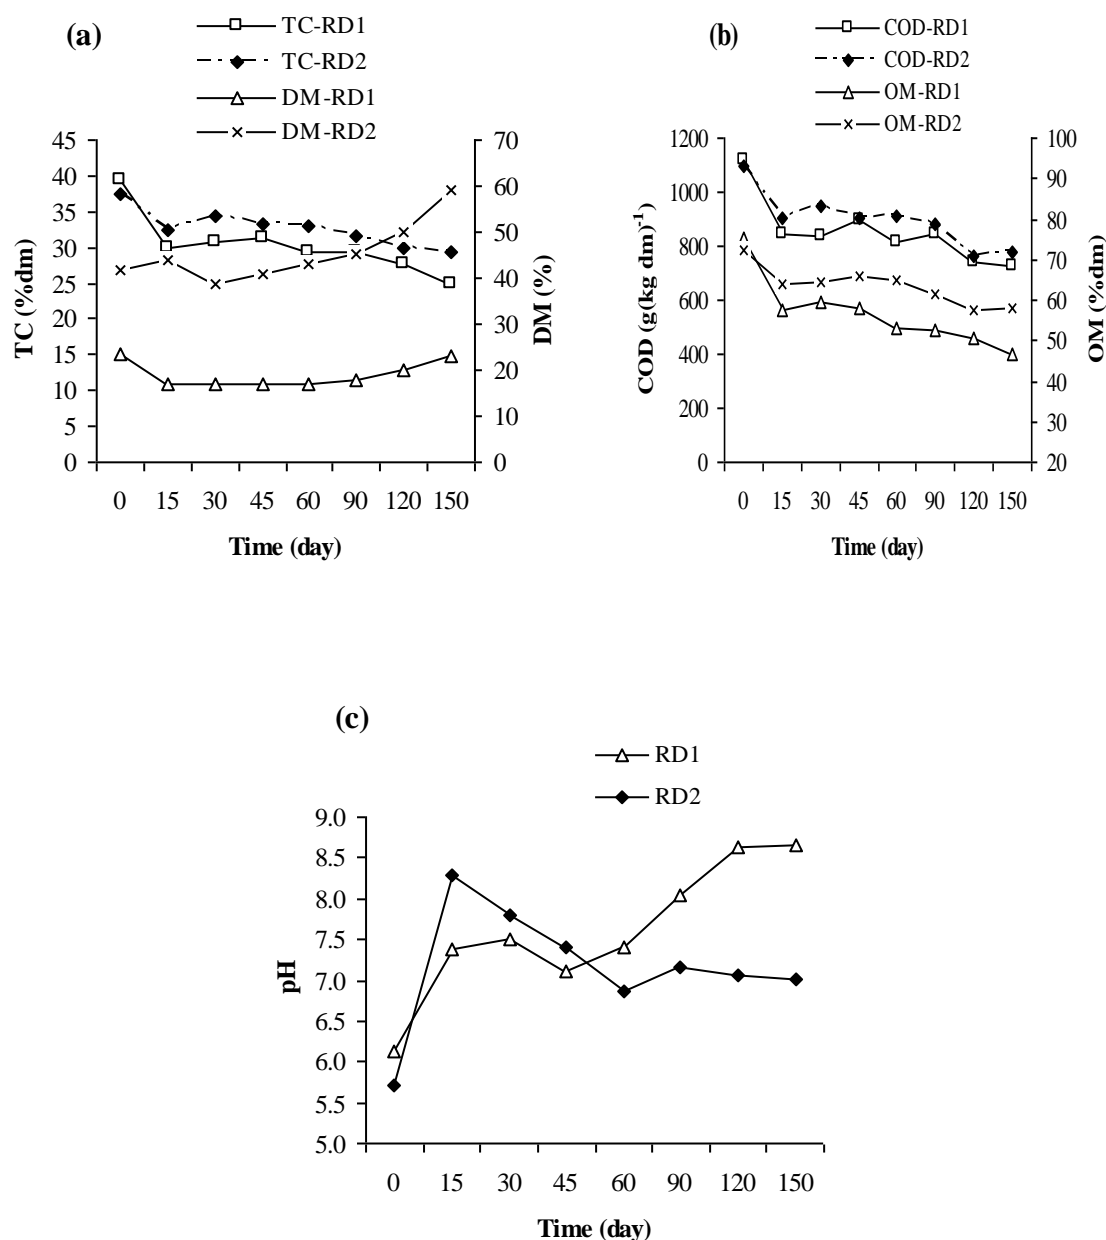 (a)
TC-RD1
TC-RD2
DM-RD1
DM-RD2
TC (%dm)
45
40
35
30
25
20
15
10
5
0
DM (%)
70
60
50
40
30
20
10
0
0 15 30 45 60 90 120 150
Time (day)
(b)
COD-RD1
COD-RD2
OM-RD1
OM-RD2
COD (g(kg dm)-1)
1200
1000
800
600
400
200
0
OM (%dm)
100
90
80
70
60
50
40
30
20
0 15 30 45 60 90 120 150
Time (day)
(c)
RD1
RD2
pH
9.0
8.5
8.0
7.5
7.0
6.5
6.0
5.5
5.0
0 15 30 45 60 90 120 150
Time (day)